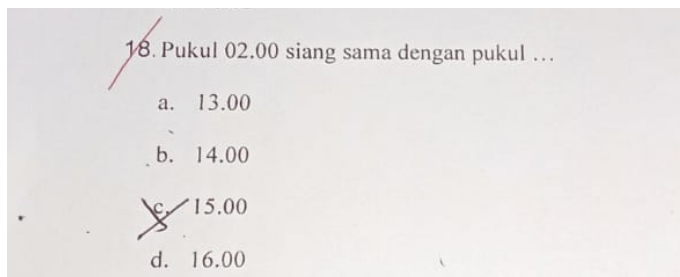 18. Pukul 02.00 siang sama dengan pukul ...
a. 13.00
b. 14.00
c. 15.00
d. 16.00